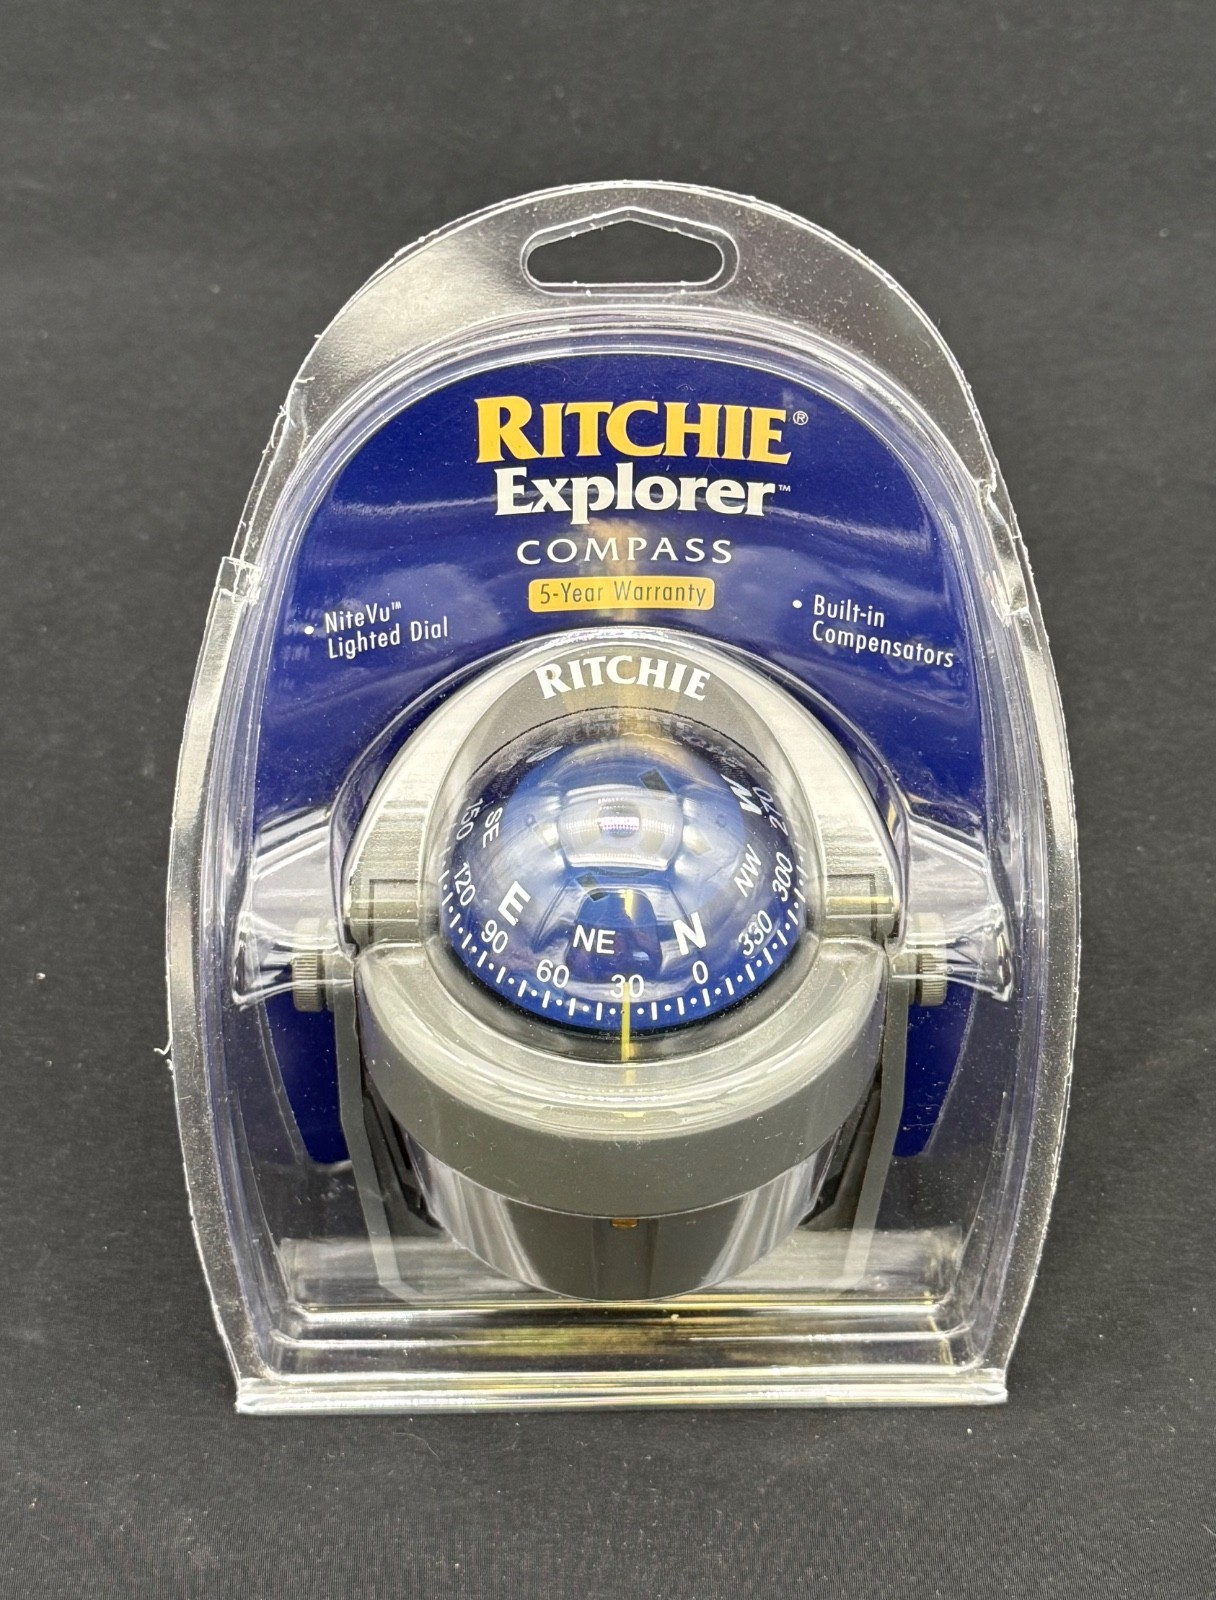 RITCHIE®
Explorer™
COMPASS
5-Year Warranty
• NiteVu™
Lighted Dial
• Built-in
Compensators
RITCHIE
150
SE
120
E
90
NE
60
30
N
0
330
NW
300
W
270